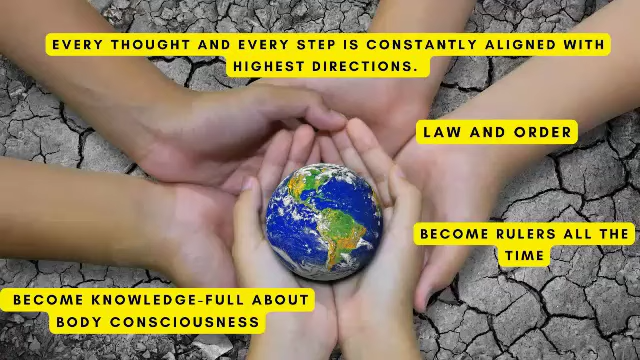 EVERY THOUGHT AND EVERY STEP IS CONSTANTLY ALIGNED WITH
HIGHEST DIRECTIONS.
LAW AND ORDER
BECOME RULERS ALL THE
TIME
BECOME KNOWLEDGE-FULL ABOUT
BODY CONSCIOUSNESS